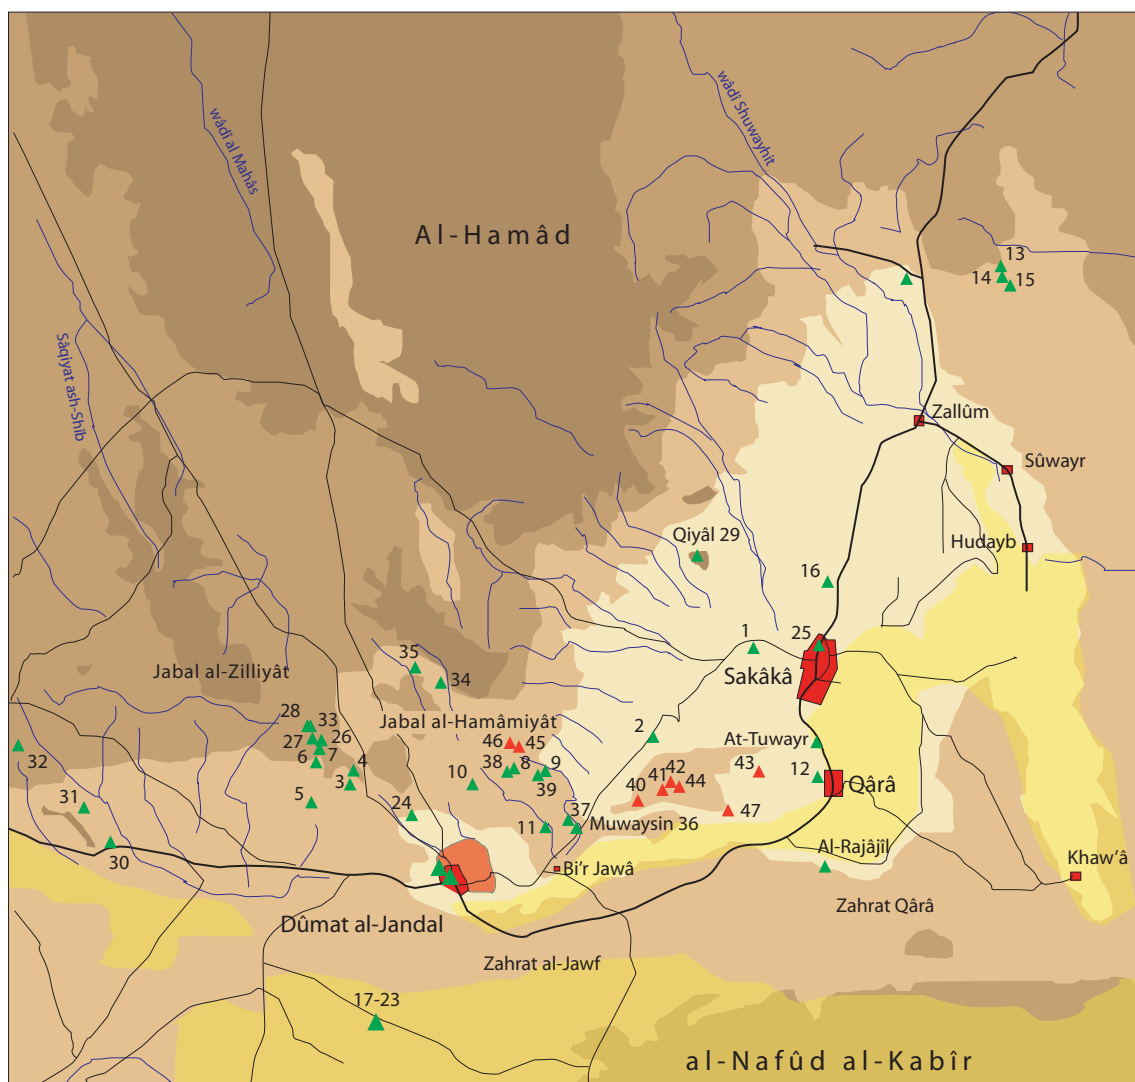 wâdî al Mahâs
wâdî Shuwayhit
Al-Hamâd
13
14
15
Sâqiyat ash-Shîb
Zallûm
Sûwayr
Qiyâl 29
Hudayb
16
1
25
35
34
Jabal al-Zilliyât
Sakâkâ
28
33
Jabal al-Hamâmiyât
2
At-Tuwayr
27
26
46
45
32
6
7
4
38
8
9
42
43
10
39
41
44
12
Qârâ
3
40
5
31
24
37
47
11
Muwaysin 36
30
Al-Rajâjil
Bi'r Jawâ
Khaw'â
Zahrat Qârâ
Dûmat al-Jandal
Zahrat al-Jawf
17-23
al-Nafûd al-Kabîr